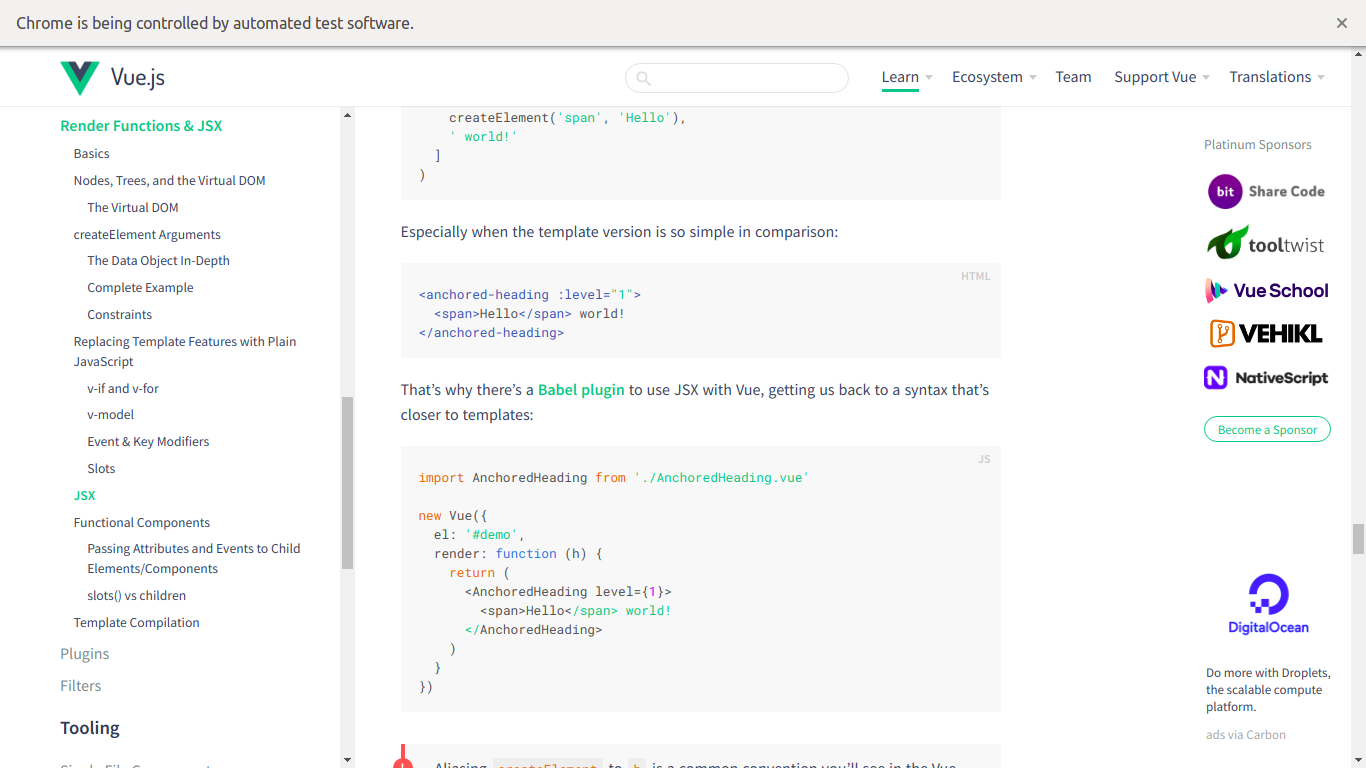 Chrome is being controlled by automated test software.
Vue.js
Learn
Ecosystem
Team
Support Vue
Translations
Render Functions & JSX
Basics
Nodes, Trees, and the Virtual DOM
The Virtual DOM
createElement Arguments
The Data Object In-Depth
Complete Example
Constraints
Replacing Template Features with Plain
JavaScript
v-if and v-for
v-model
Event & Key Modifiers
Slots
JSX
Functional Components
Passing Attributes and Events to Child
Elements/Components
slots() vs children
Template Compilation
Plugins
Filters
Tooling
createElement('span', 'Hello'),
' world!'
]
)
Especially when the template version is so simple in comparison:
HTML
<anchored-heading :level="1">
<span>Hello</span> world!
</anchored-heading>
That's why there's a Babel plugin to use JSX with Vue, getting us back to a syntax that's
closer to templates:
JS
import AnchoredHeading from './AnchoredHeading.vue'
new Vue({
el: '#demo',
render: function (h) {
return (
<AnchoredHeading level={1}>
<span>Hello</span> world!
</AnchoredHeading>
)
}
})
Aliasing createElement to h is a common convention you'll see in the Vue
Platinum Sponsors
bit Share Code
tooltwist
Vue School
VEHIKL
NativeScript
Become a Sponsor
DigitalOcean
Do more with Droplets,
the scalable compute
platform.
ads via Carbon